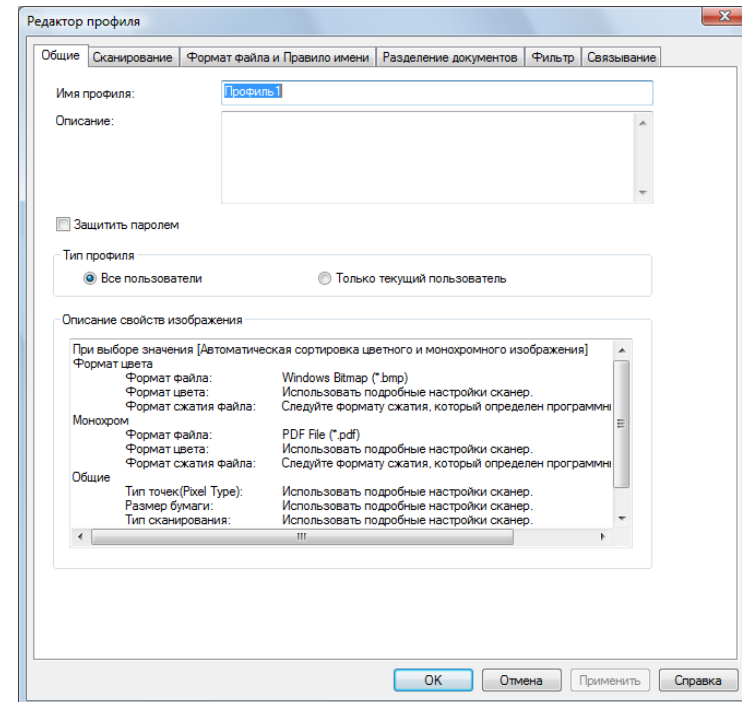 Редактор профиля
Общие Сканирование Формат файла и Правило имени Разделение документов Фильтр Связывание
Имя профиля: Профиль1
Описание:
Защитить паролем
Тип профиля
Все пользователи Только текущий пользователь
Описание свойств изображения
При выборе значения [Автоматическая сортировка цветного и монохромного изображения]
Формат цвета
Формат файла: Windows Bitmap (*.bmp)
Формат цвета: Использовать подробные настройки сканер.
Формат сжатия файла: Следуйте формату сжатия, который определен
Монохром
Формат файла: PDF File (*.pdf)
Формат цвета: Использовать подробные настройки сканер.
Формат сжатия файла: Следуйте формату сжатия, который определен
Общие
Тип точек(Pixel Type): Использовать подробные настройки сканер.
Размер бумаги: Использовать подробные настройки сканер.
Тип сканирования: Использовать подробные настройки сканер.
OK Отмена Применить Справка